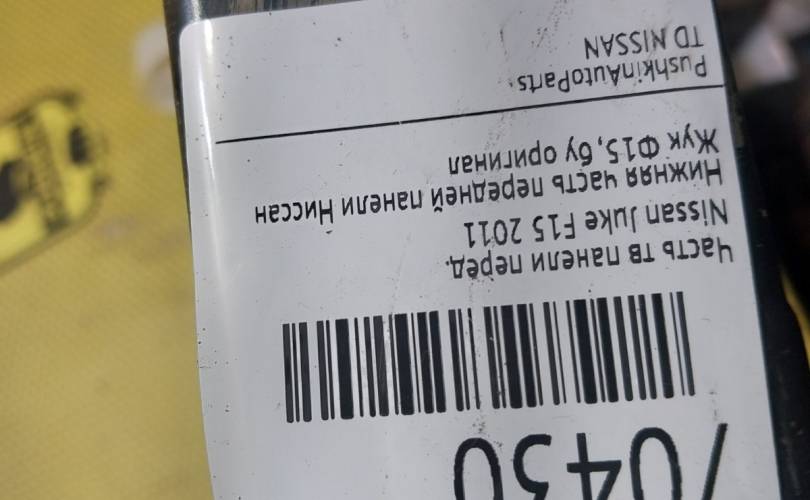 Часть тв панели перед.
Nissan Juke F15 2011
Нижняя часть передней панели Ниссан
Жук Ф15, бу оригинал
PushkinAutoParts
TD NISSAN